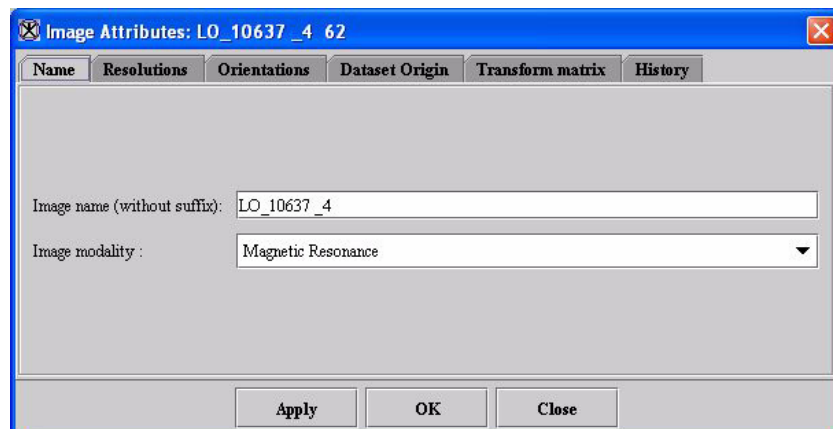 Image Attributes: LO_10637 _4 62
Name Resolutions Orientations Dataset Origin Transform matrix History
Image name (without suffix): LO_10637 _4
Image modality : Magnetic Resonance
Apply OK Close